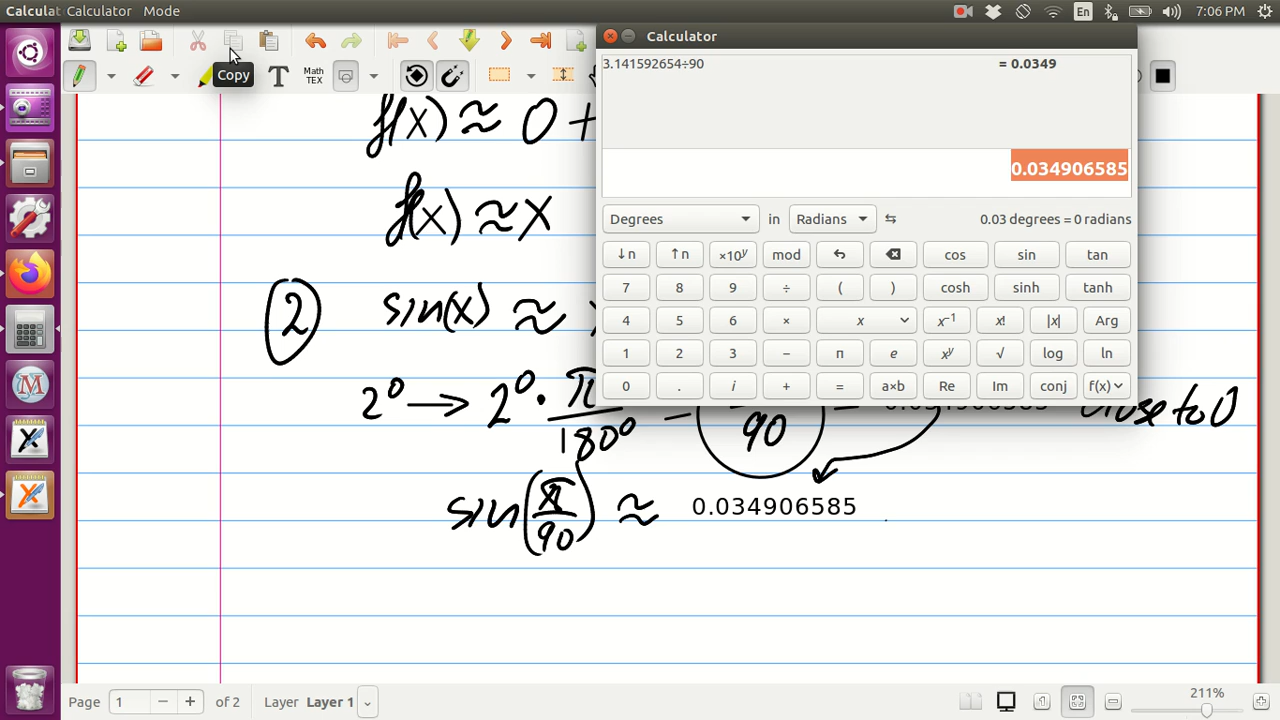 Calculat Calculator Mode
En 7:06 PM
Copy
MATH
TEX
T
Calculator
3.141592654÷90 = 0.0349
0.034906585
Degrees in Radians 0.03 degrees = 0 radians
↓n ↑n ×10ʸ mod cos sin tan
7 8 9 ÷ ( ) cosh sinh tanh
4 5 6 × x x⁻¹ x! |x| Arg
1 2 3 − π e xʸ √ log ln
0 . i + = a×b Re Im conj f(x)
f(x) ≈ 0 +
f(x) ≈ x
② sin(x) ≈
2° → 2° · π/180° = /90 = close to 0
sin(π/90) ≈ 0.034906585
Page 1 − + of 2 Layer Layer 1 211%